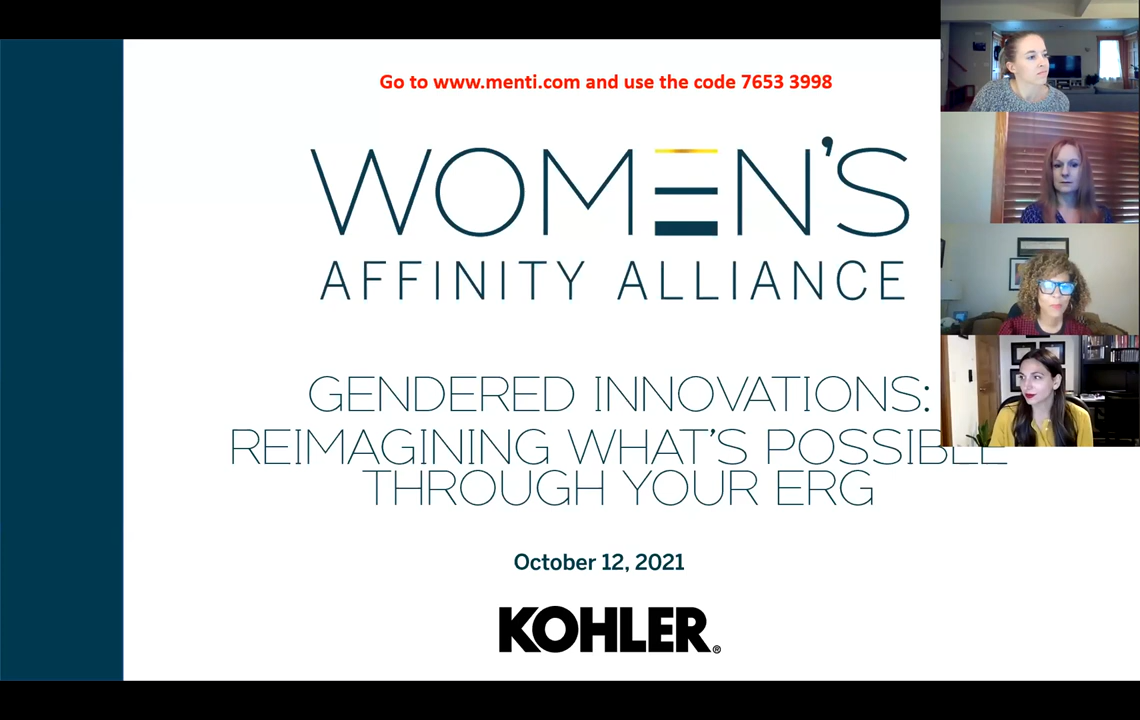 Go to www.menti.com and use the code 7653 3998
WOMEN'S
AFFINITY ALLIANCE
GENDERED INNOVATIONS:
REIMAGINING WHAT'S POSSIBLE
THROUGH YOUR ERG
October 12, 2021
KOHLER®